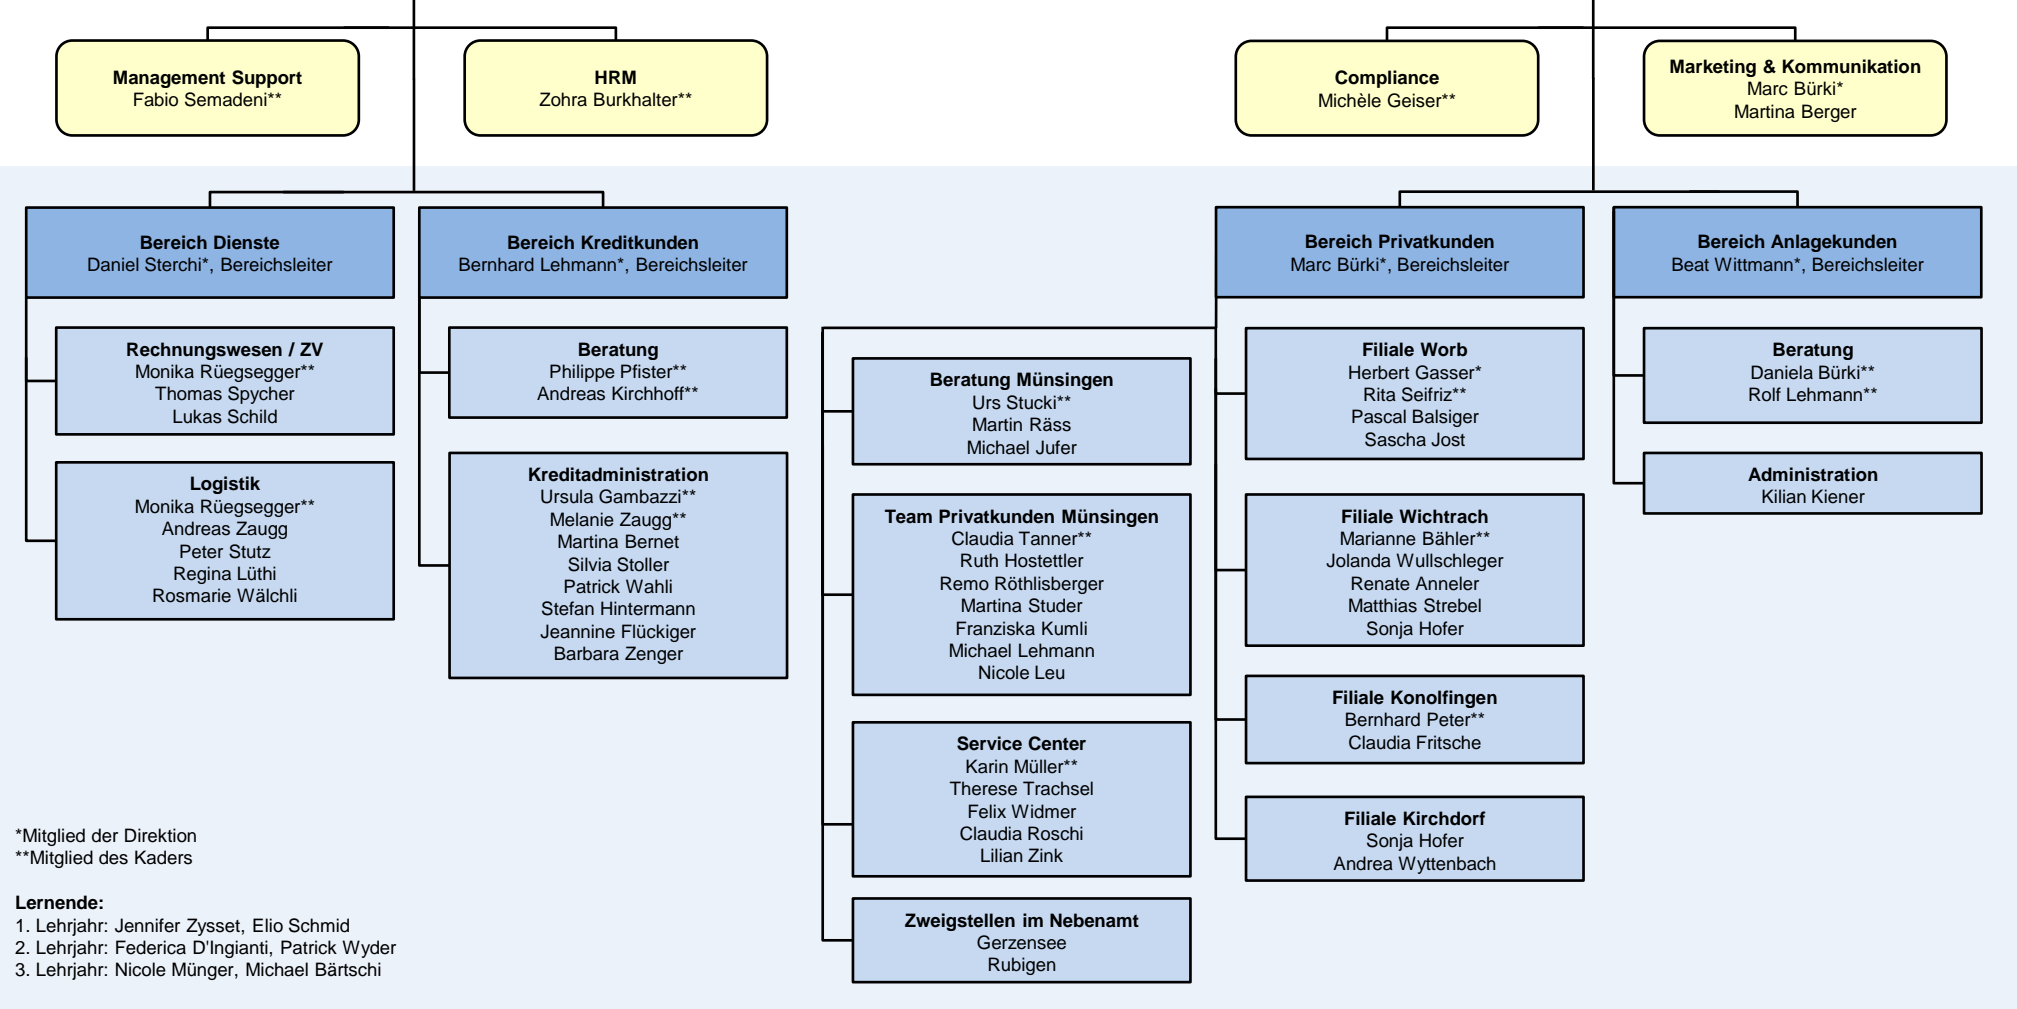 Management Support
Fabio Semadeni**
HRM
Zohra Burkhalter**
Compliance
Michèle Geiser**
Marketing & Kommunikation
Marc Bürki*
Martina Berger
Bereich Dienste
Daniel Sterchi*, Bereichsleiter
Bereich Kreditkunden
Bernhard Lehmann*, Bereichsleiter
Bereich Privatkunden
Marc Bürki*, Bereichsleiter
Bereich Anlagekunden
Beat Wittmann*, Bereichsleiter
Rechnungswesen / ZV
Monika Rüegsegger**
Thomas Spycher
Lukas Schild
Logistik
Monika Rüegsegger**
Andreas Zaugg
Peter Stutz
Regina Lüthi
Rosmarie Wälchli
Beratung
Philippe Pfister**
Andreas Kirchhoff**
Kreditadministration
Ursula Gambazzi**
Melanie Zaugg**
Martina Bernet
Silvia Stoller
Patrick Wahli
Stefan Hintermann
Jeannine Flückiger
Barbara Zenger
Beratung Münsingen
Urs Stucki**
Martin Räss
Michael Jufer
Team Privatkunden Münsingen
Claudia Tanner**
Ruth Hostettler
Remo Röthlisberger
Martina Studer
Franziska Kumli
Michael Lehmann
Nicole Leu
Service Center
Karin Müller**
Therese Trachsel
Felix Widmer
Claudia Roschi
Lilian Zink
Zweigstellen im Nebenamt
Gerzensee
Rubigen
Filiale Worb
Herbert Gasser*
Rita Seifriz**
Pascal Balsiger
Sascha Jost
Filiale Wichtrach
Marianne Bähler**
Jolanda Wullschleger
Renate Anneler
Matthias Strebel
Sonja Hofer
Filiale Konolfingen
Bernhard Peter**
Claudia Fritsche
Filiale Kirchdorf
Sonja Hofer
Andrea Wyttenbach
Beratung
Daniela Bürki**
Rolf Lehmann**
Administration
Kilian Kiener
*Mitglied der Direktion
**Mitglied des Kaders
Lernende:
1. Lehrjahr: Jennifer Zysset, Elio Schmid
2. Lehrjahr: Federica D'Ingianti, Patrick Wyder
3. Lehrjahr: Nicole Münger, Michael Bärtschi